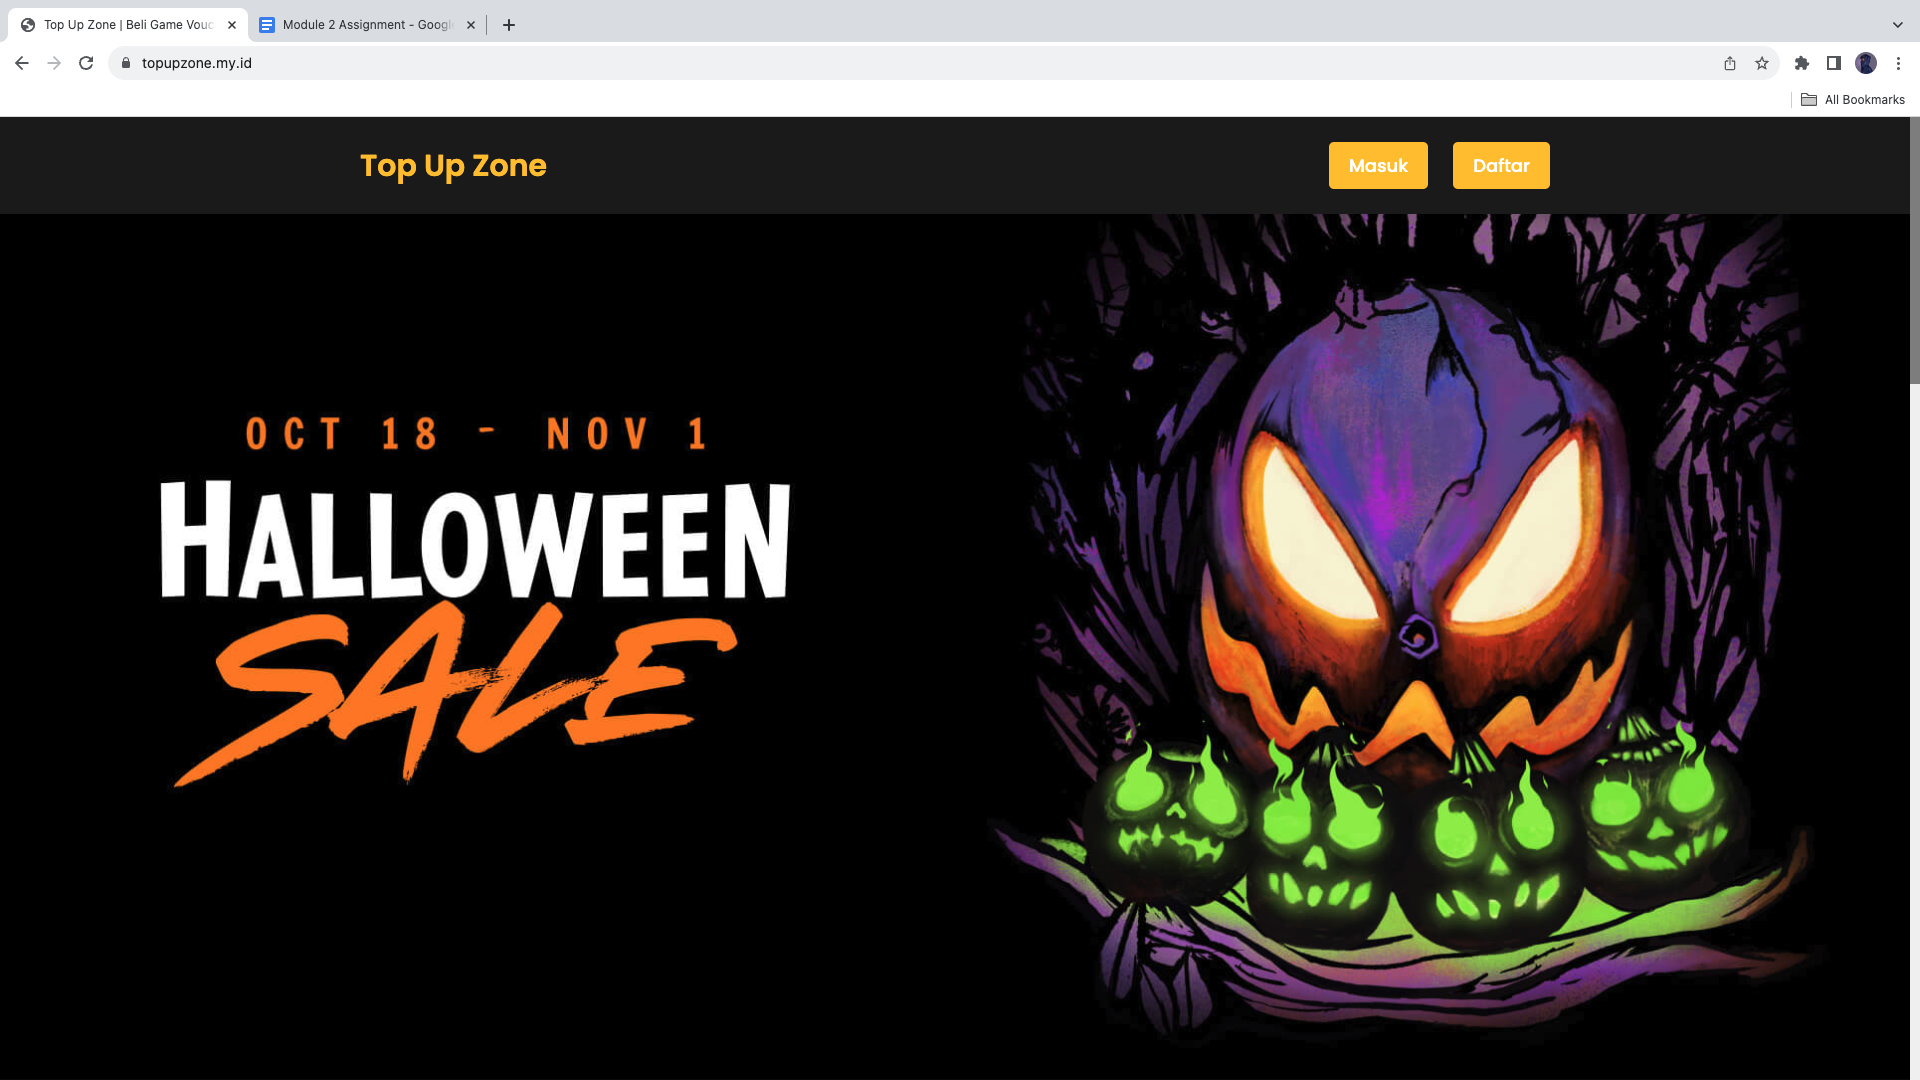 Top Up Zone | Beli Game Vouc
Module 2 Assignment - Googl
topupzone.my.id
All Bookmarks
Top Up Zone
Masuk
Daftar
OCT 18 - NOV 1
HALLOWEEN
SALE